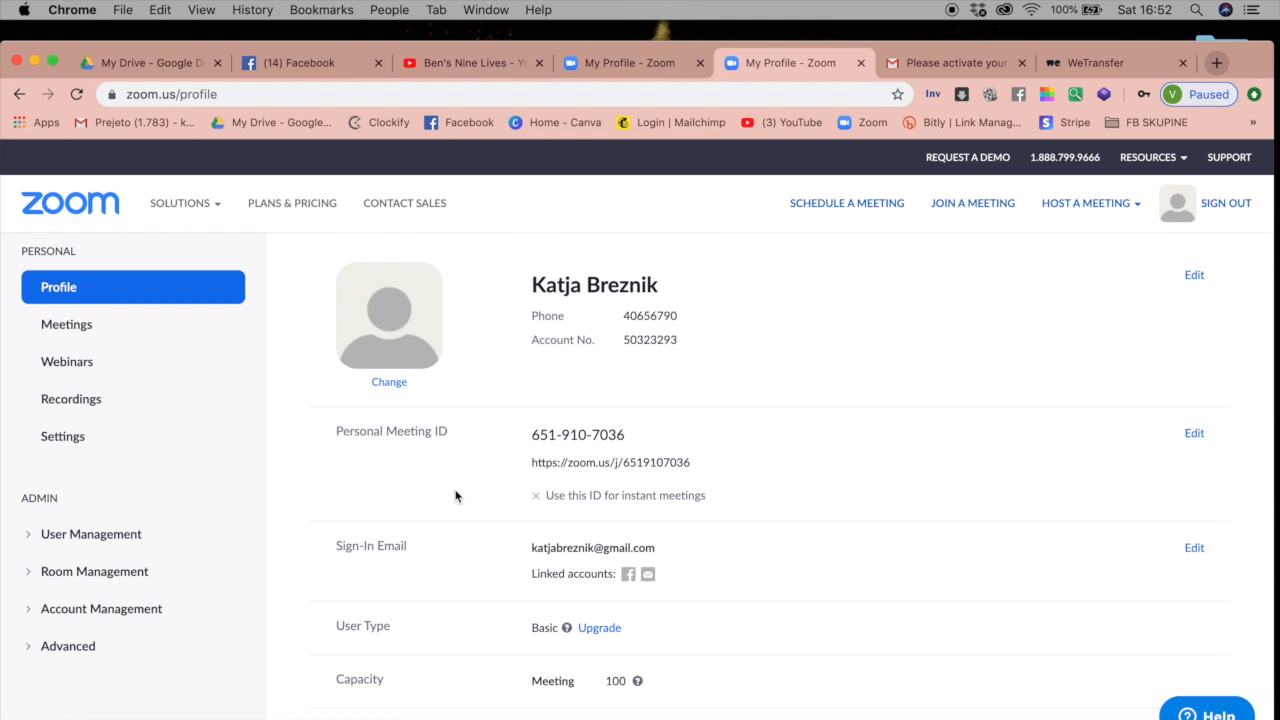 Chrome File Edit View History Bookmarks People Tab Window Help 100% Sat 16:52
My Drive - Google D (14) Facebook Ben's Nine Lives - Yo My Profile - Zoom My Profile - Zoom Please activate your we WeTransfer
zoom.us/profile Inv V Paused
Apps Prejeto (1.783) - k... My Drive - Google... Clockify Facebook Home - Canva Login | Mailchimp (3) YouTube Zoom Bitly | Link Manag... Stripe FB SKUPINE »
REQUEST A DEMO 1.888.799.9666 RESOURCES SUPPORT
zoom SOLUTIONS PLANS & PRICING CONTACT SALES SCHEDULE A MEETING JOIN A MEETING HOST A MEETING SIGN OUT
PERSONAL
Profile
Meetings
Webinars
Recordings
Settings
ADMIN
User Management
Room Management
Account Management
Advanced
Change
Katja Breznik Edit
Phone 40656790
Account No. 50323293
Personal Meeting ID 651-910-7036 Edit
https://zoom.us/j/6519107036
× Use this ID for instant meetings
Sign-In Email katjabreznik@gmail.com Edit
Linked accounts:
User Type Basic Upgrade
Capacity Meeting 100
Help